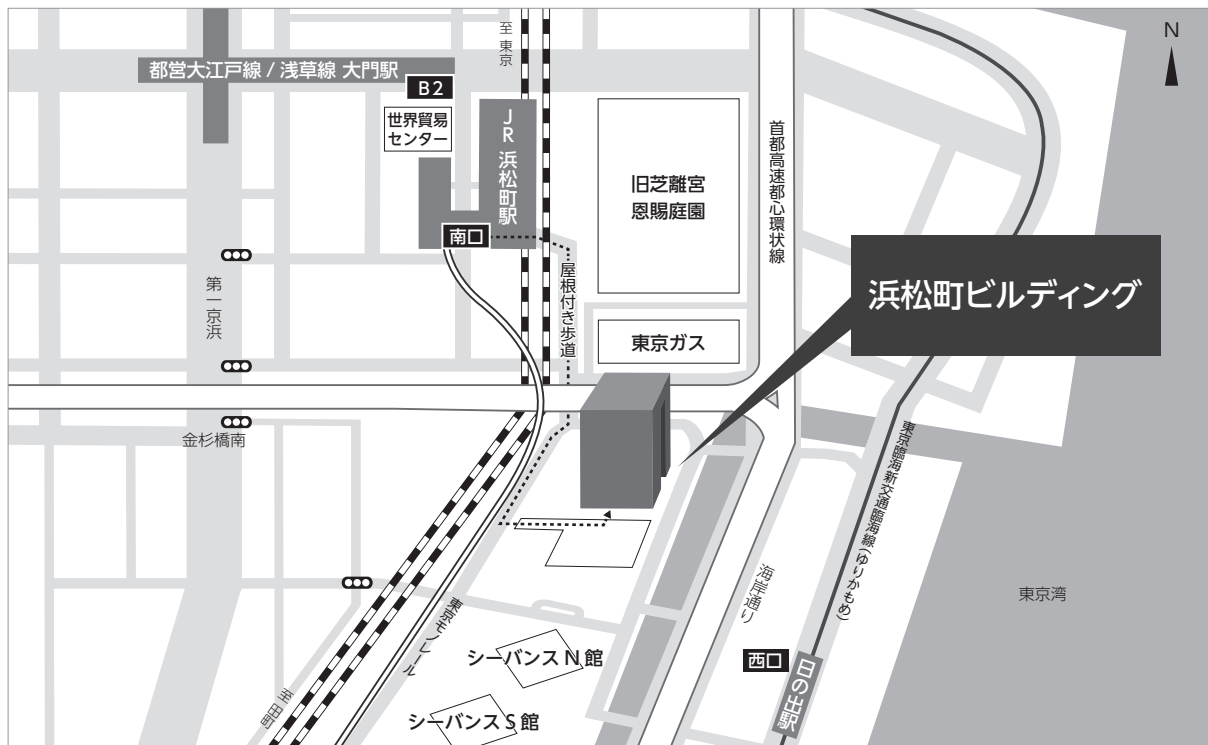 至 東京
N
都営大江戸線 / 浅草線 大門駅
B2
世界貿易
センター
JR 浜松町駅
旧芝離宮
恩賜庭園
首都高速都心環状線
南口
屋根付き歩道
第一京浜
浜松町ビルディング
東京ガス
金杉橋南
東京臨海新交通臨海線(ゆりかもめ)
海岸通り
東京湾
東京モノレール
シーバンスN館
西口
日の出駅
至 田町
シーバンスS館